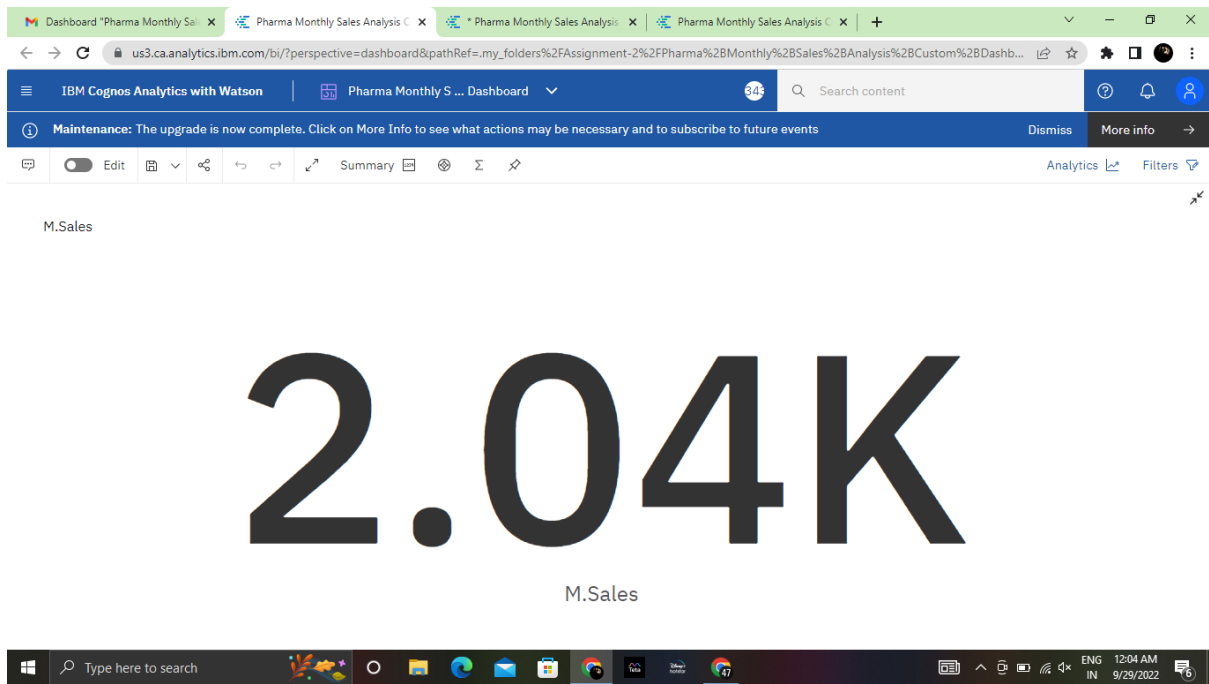 Dashboard "Pharma Monthly Sal
Pharma Monthly Sales Analysis C
* Pharma Monthly Sales Analysis
Pharma Monthly Sales Analysis C
us3.ca.analytics.ibm.com/bi/?perspective=dashboard&pathRef=.my_folders%2FAssignment-2%2FPharma%2BMonthly%2BSales%2BAnalysis%2BCustom%2BDashb...
IBM Cognos Analytics with Watson
Pharma Monthly S ... Dashboard
Search content
Maintenance: The upgrade is now complete. Click on More Info to see what actions may be necessary and to subscribe to future events
Dismiss
More info
Edit
Summary
Analytics
Filters
M.Sales
2.04K
M.Sales
Type here to search
47
ENG
IN
12:04 AM
9/29/2022
6